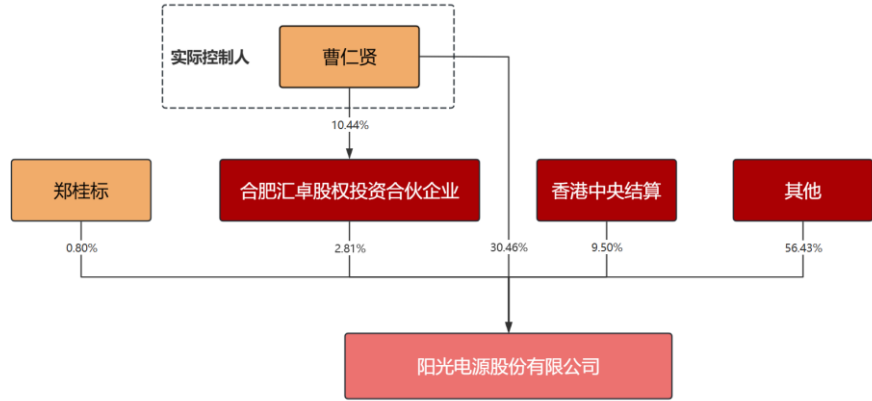 实际控制人
曹仁贤
10.44%
郑桂标
合肥汇卓股权投资合伙企业
香港中央结算
其他
0.80%
2.81%
30.46%
9.50%
56.43%
阳光电源股份有限公司